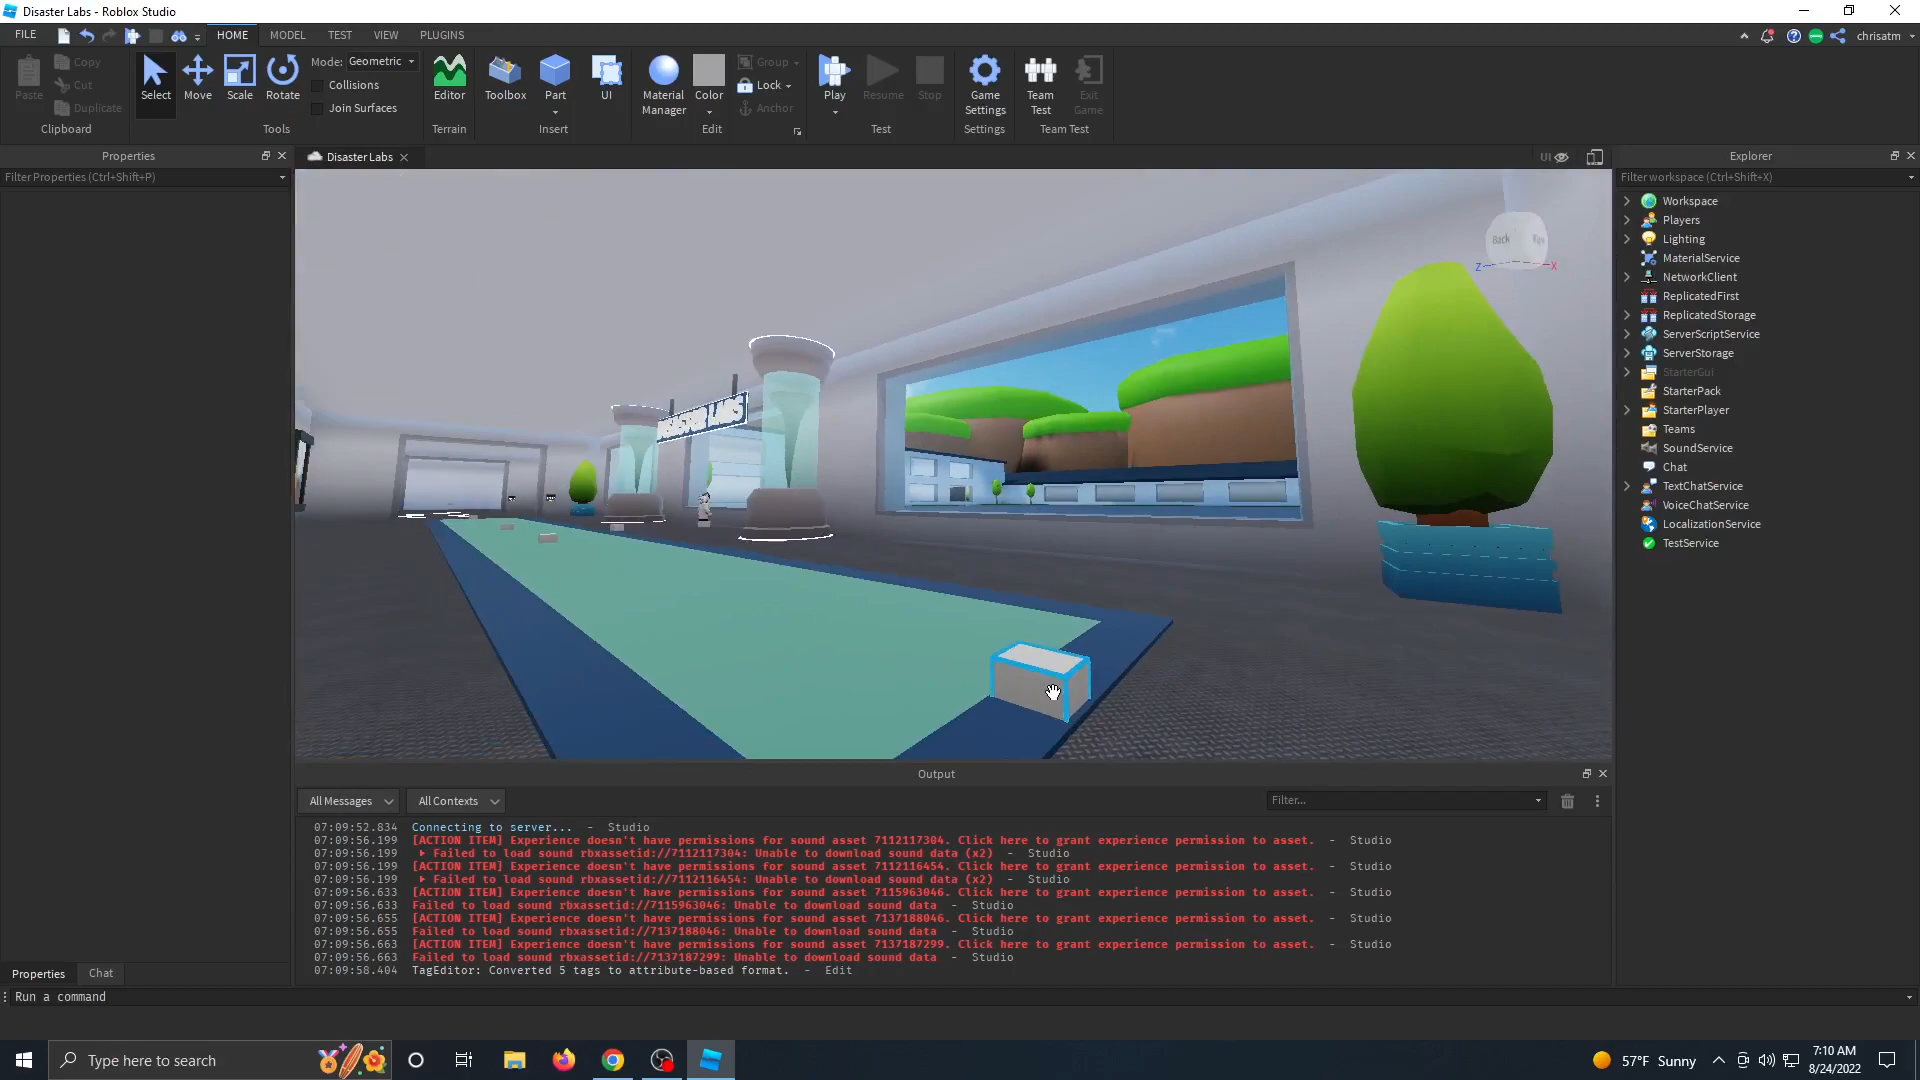 Disaster Labs - Roblox Studio
FILE HOME MODEL TEST VIEW PLUGINS chrisatm
Paste Copy Cut Duplicate Clipboard
Select Move Scale Rotate Mode: Geometric Collisions Join Surfaces Tools
Editor Terrain
Toolbox Part UI Insert
Material Manager Color Group Lock Anchor Edit
Play Resume Stop Test
Game Settings Settings
Team Test Exit Game Team Test
Properties
Filter Properties (Ctrl+Shift+P)
Disaster Labs
UI
Back
Z X
LABS
Explorer
Filter workspace (Ctrl+Shift+X)
Workspace
Players
Lighting
MaterialService
NetworkClient
ReplicatedFirst
ReplicatedStorage
ServerScriptService
ServerStorage
StarterGui
StarterPack
StarterPlayer
Teams
SoundService
Chat
TextChatService
VoiceChatService
LocalizationService
TestService
Output
All Messages All Contexts Filter...
07:09:52.834 Connecting to server... - Studio
07:09:56.199 [ACTION ITEM] Experience doesn't have permissions for sound asset 7112117304. Click here to grant experience permission to asset. - Studio
07:09:56.199 Failed to load sound rbxassetid://7112117304: Unable to download sound data (x2) - Studio
07:09:56.199 [ACTION ITEM] Experience doesn't have permissions for sound asset 7112116454. Click here to grant experience permission to asset. - Studio
07:09:56.199 Failed to load sound rbxassetid://7112116454: Unable to download sound data (x2) - Studio
07:09:56.633 [ACTION ITEM] Experience doesn't have permissions for sound asset 7115963046. Click here to grant experience permission to asset. - Studio
07:09:56.633 Failed to load sound rbxassetid://7115963046: Unable to download sound data - Studio
07:09:56.655 [ACTION ITEM] Experience doesn't have permissions for sound asset 7137188046. Click here to grant experience permission to asset. - Studio
07:09:56.655 Failed to load sound rbxassetid://7137188046: Unable to download sound data - Studio
07:09:56.663 [ACTION ITEM] Experience doesn't have permissions for sound asset 7137187299. Click here to grant experience permission to asset. - Studio
07:09:56.663 Failed to load sound rbxassetid://7137187299: Unable to download sound data - Studio
07:09:58.404 TagEditor: Converted 5 tags to attribute-based format. - Edit
Properties Chat
Run a command
Type here to search
57°F Sunny
7:10 AM
8/24/2022